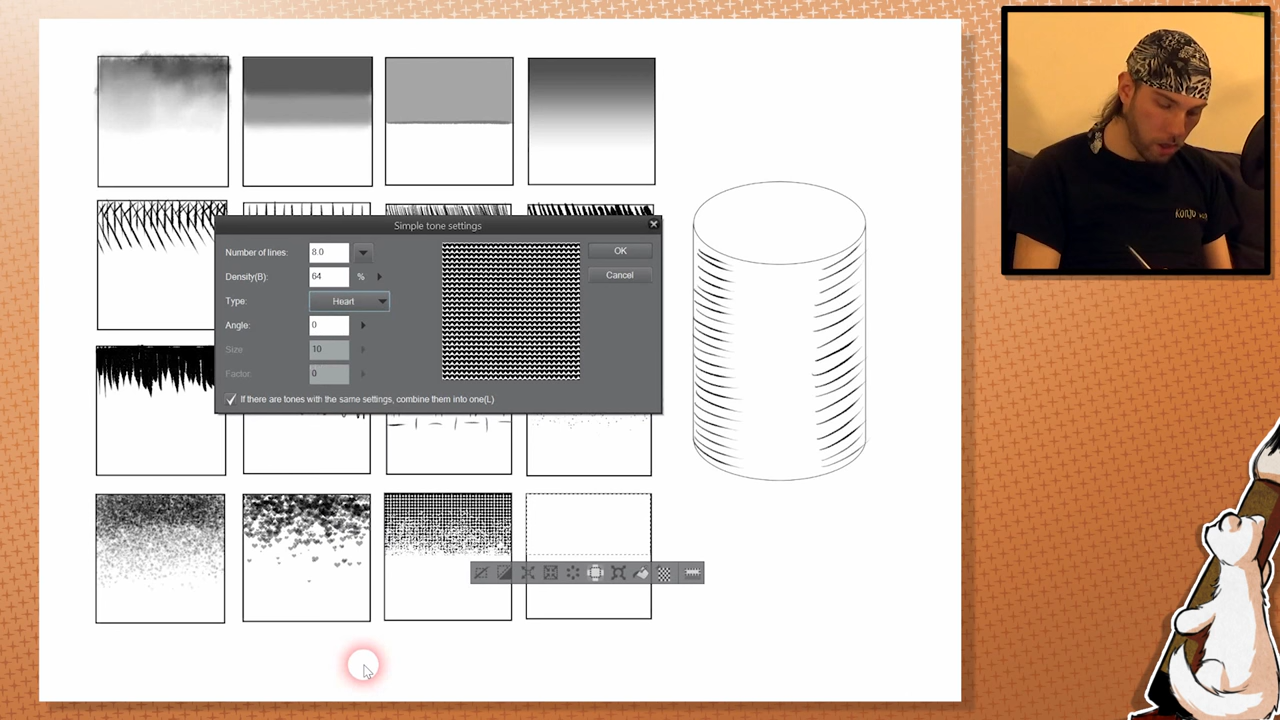 Simple tone settings
Number of lines: 8.0
OK
Density(B): 64 %
Cancel
Type: Heart
Angle: 0
Size 10
Factor: 0
If there are tones with the same settings, combine them into one(L)